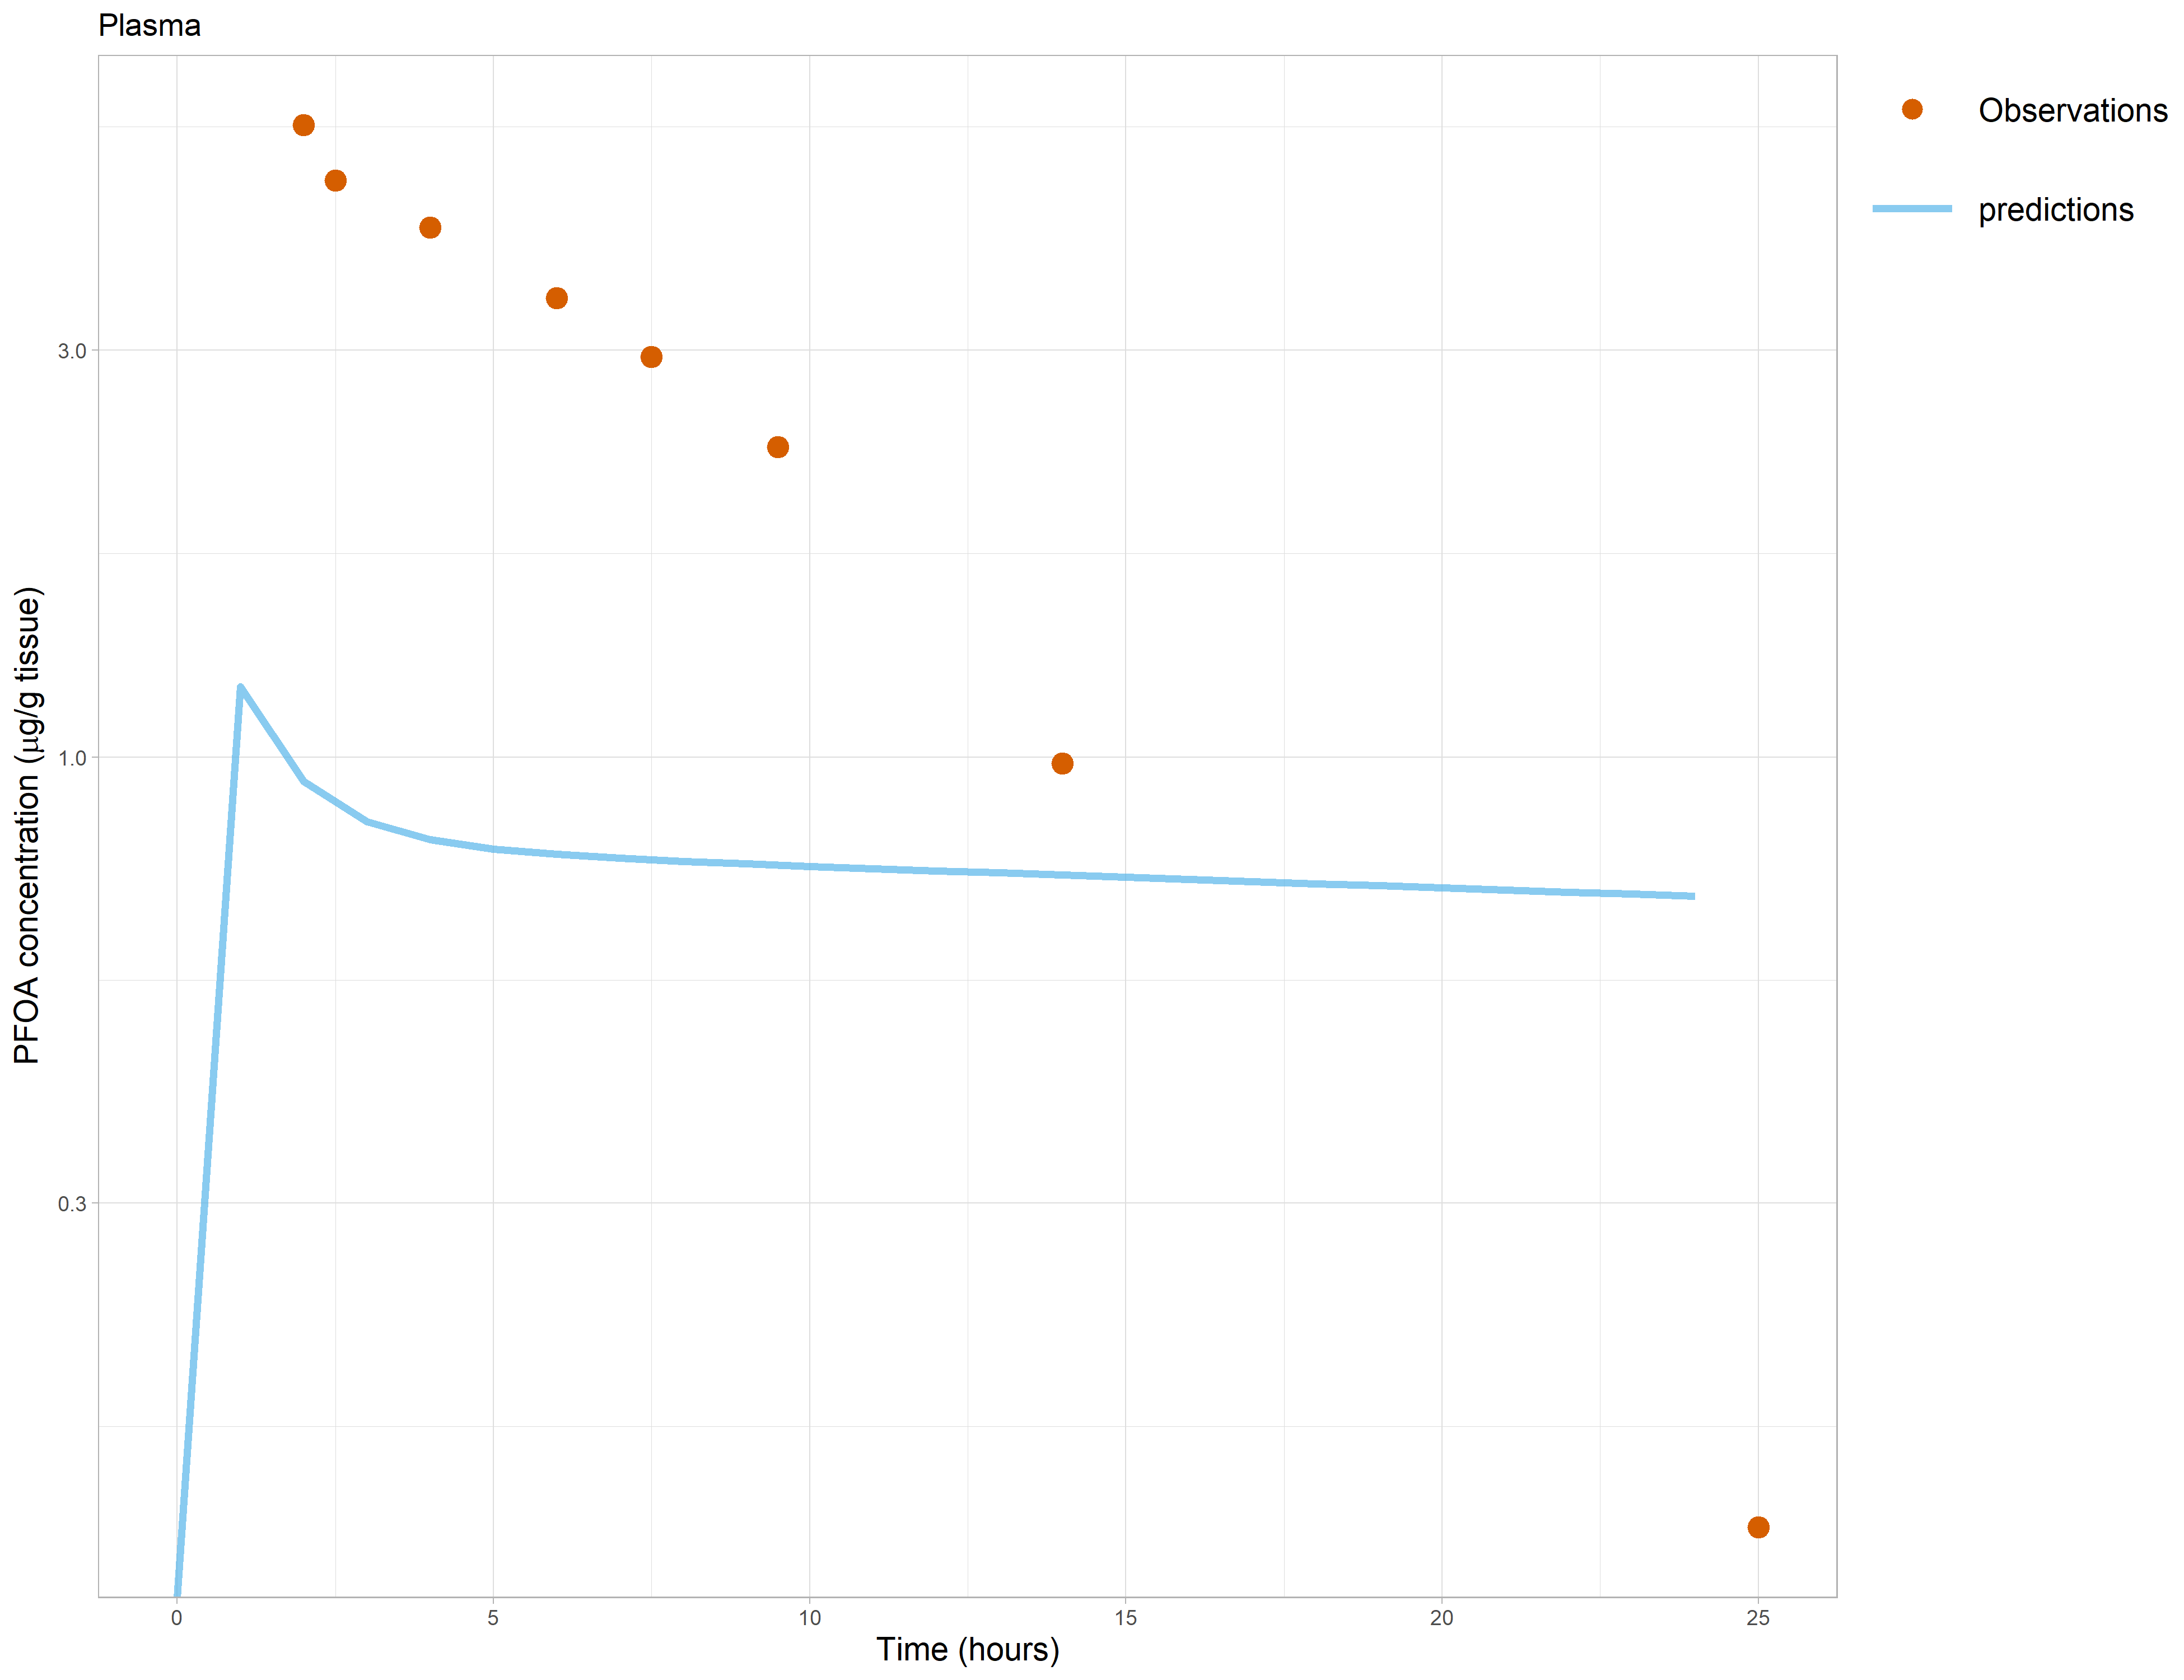 Plasma
Observations
predictions
PFOA concentration (μg/g tissue)
3.0
1.0
0.3
0 5 10 15 20 25
Time (hours)